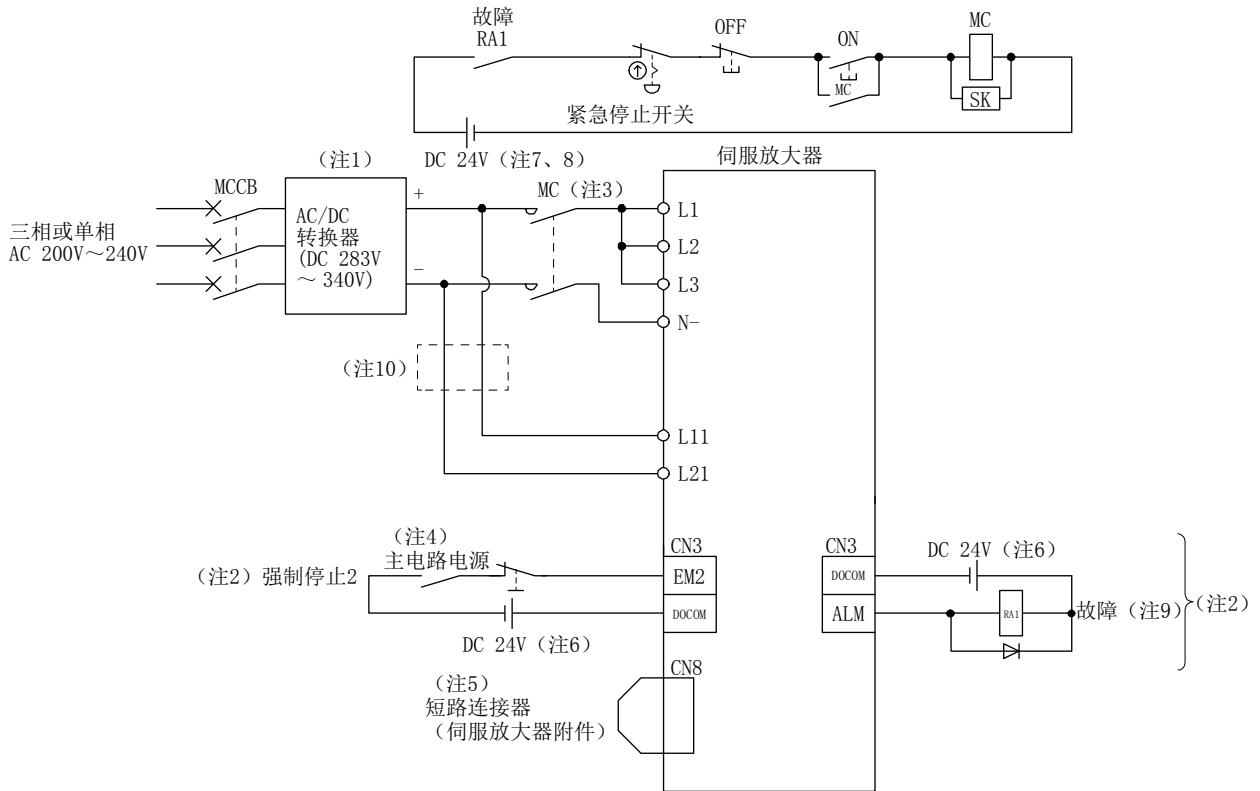 故障
RA1
OFF
ON
MC
MC
SK
紧急停止开关
DC 24V（注7、8）
伺服放大器
（注1）
MCCB
三相或单相
AC 200V～240V
AC/DC
转换器
(DC 283V
～ 340V)
+
−
MC（注3）
L1
L2
L3
N−
（注10）
L11
L21
（注4）
主电路电源
（注2）强制停止2
CN3
EM2
DOCOM
DC 24V（注6）
CN3
DOCOM
ALM
DC 24V（注6）
RA1
故障（注9）
（注2）
（注5）
短路连接器
（伺服放大器附件）
CN8